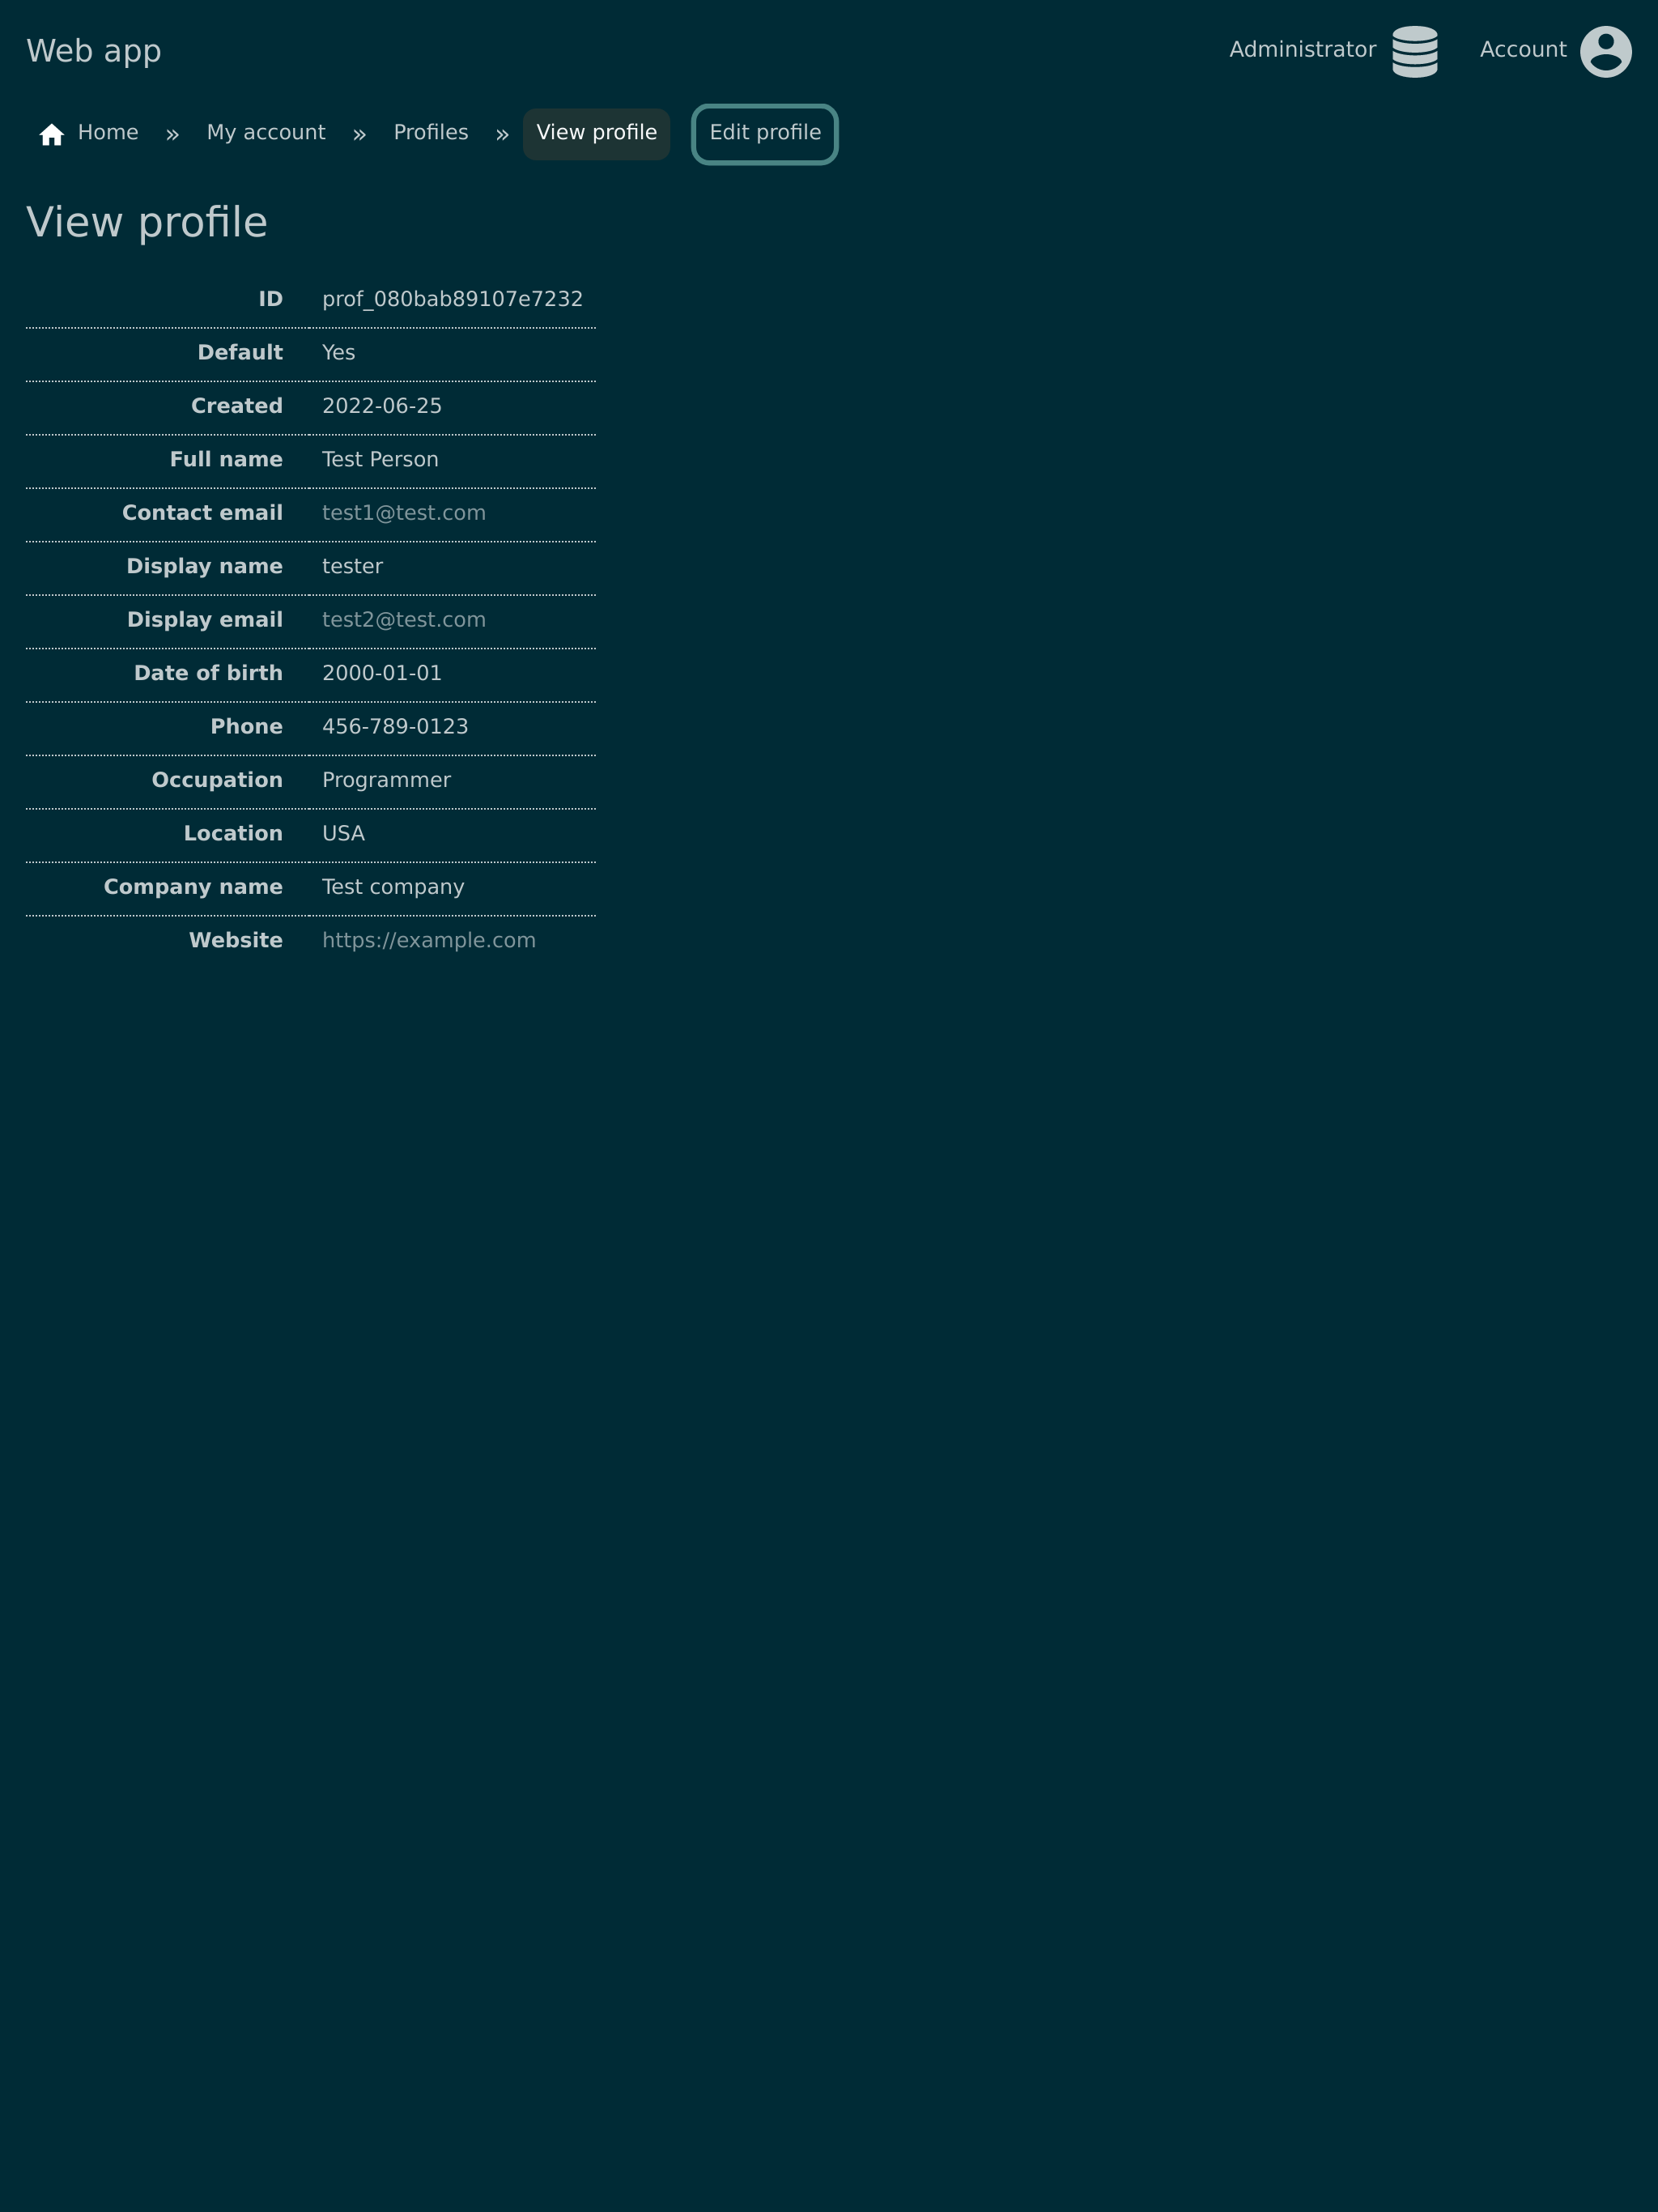 Web app
Administrator Account
Home » My account » Profiles » View profile Edit profile
View profile
ID prof_080bab89107e7232
Default Yes
Created 2022-06-25
Full name Test Person
Contact email test1@test.com
Display name tester
Display email test2@test.com
Date of birth 2000-01-01
Phone 456-789-0123
Occupation Programmer
Location USA
Company name Test company
Website https://example.com